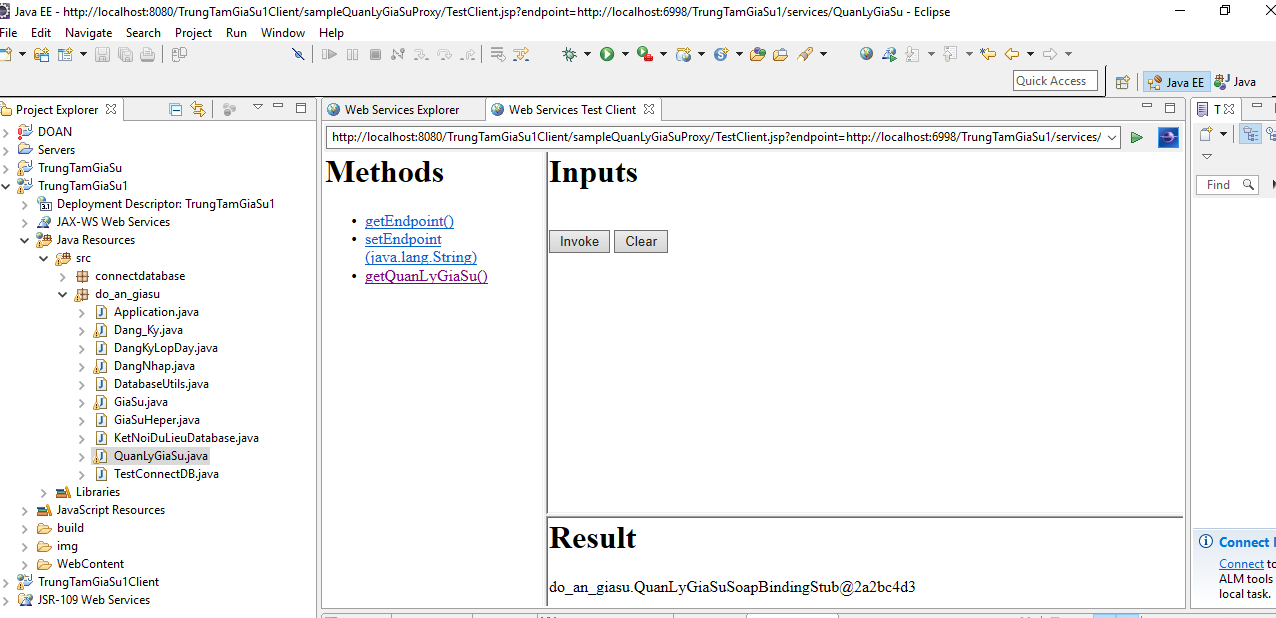 Java EE - http://localhost:8080/TrungTamGiaSu1Client/sampleQuanLyGiaSuProxy/TestClient.jsp?endpoint=http://localhost:6998/TrungTamGiaSu1/services/QuanLyGiaSu - Eclipse
File Edit Navigate Search Project Run Window Help
Quick Access
Java EE
Java
Project Explorer
Web Services Explorer
Web Services Test Client
T
DOAN
Servers
TrungTamGiaSu
TrungTamGiaSu1
Deployment Descriptor: TrungTamGiaSu1
JAX-WS Web Services
Java Resources
src
connectdatabase
do_an_giasu
Application.java
Dang_Ky.java
DangKyLopDay.java
DangNhap.java
DatabaseUtils.java
GiaSu.java
GiaSuHeper.java
KetNoiDuLieuDatabase.java
QuanLyGiaSu.java
TestConnectDB.java
Libraries
JavaScript Resources
build
img
WebContent
TrungTamGiaSu1Client
JSR-109 Web Services
http://localhost:8080/TrungTamGiaSu1Client/sampleQuanLyGiaSuProxy/TestClient.jsp?endpoint=http://localhost:6998/TrungTamGiaSu1/services/
Methods
getEndpoint()
setEndpoint
(java.lang.String)
getQuanLyGiaSu()
Inputs
Invoke Clear
Result
do_an_giasu.QuanLyGiaSuSoapBindingStub@2a2bc4d3
Find
Connect
Connect to
ALM tools
local task.